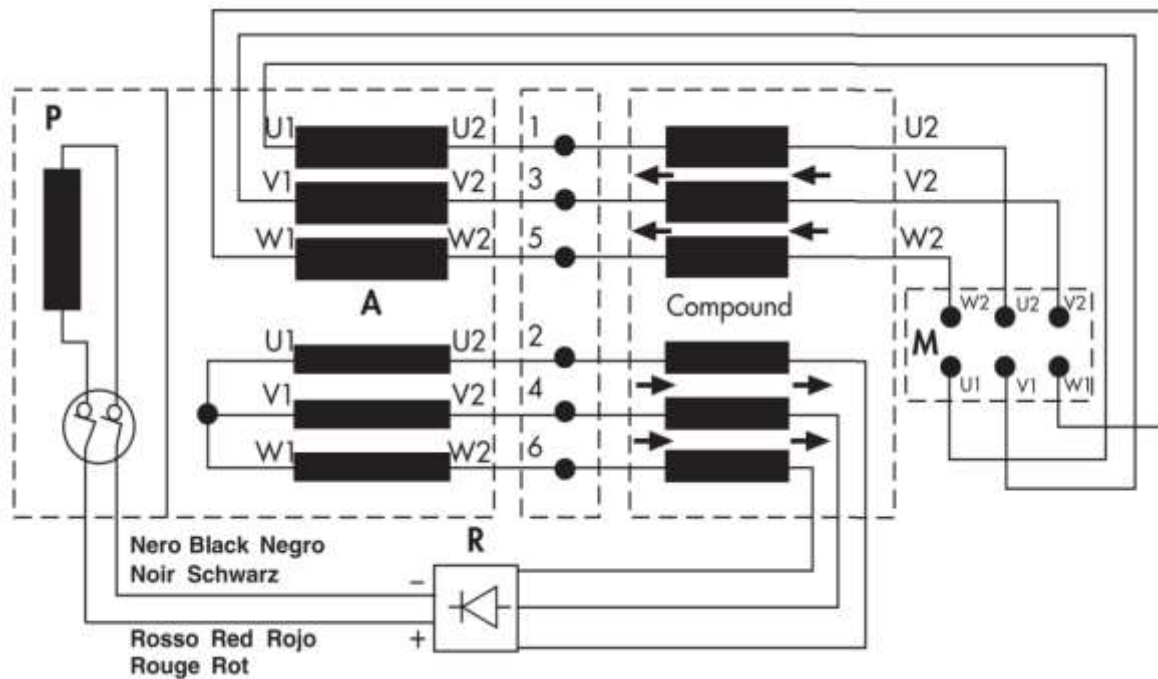 P
U1 U2 1 U2
V1 V2 3 V2
W1 W2 5 W2
A Compound
W2 U2 V2
M
U1 V1 W1
U1 U2 2
V1 V2 4
W1 W2 6
Nero Black Negro
Noir Schwarz
R
−
+
Rosso Red Rojo
Rouge Rot